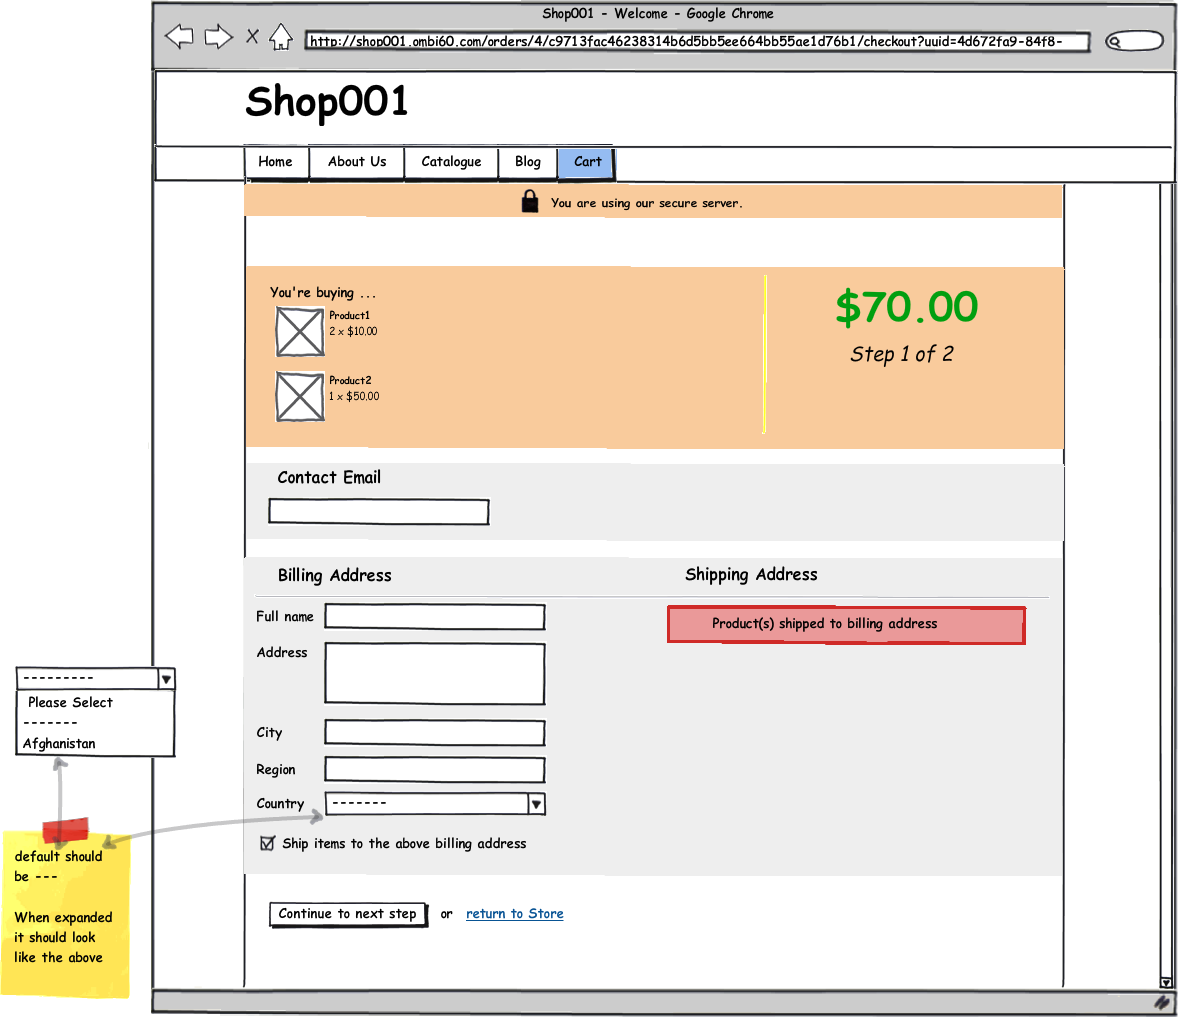 Shop001 - Welcome - Google Chrome
http://shop001.ombi60.com/orders/4/c9713fac46238314b6d5bb5ee664bb55ae1d76b1/checkout?uuid=4d672fa9-84f8-
Shop001
Home About Us Catalogue Blog Cart
You are using our secure server.
You're buying ...
Product1
2 x $10.00
Product2
1 x $50.00
$70.00
Step 1 of 2
Contact Email
Billing Address
Full name
Address
City
Region
Country -------
Ship items to the above billing address
Shipping Address
Product(s) shipped to billing address
Continue to next step or return to Store
---------
Please Select
-------
Afghanistan
default should
be ---
When expanded
it should look
like the above